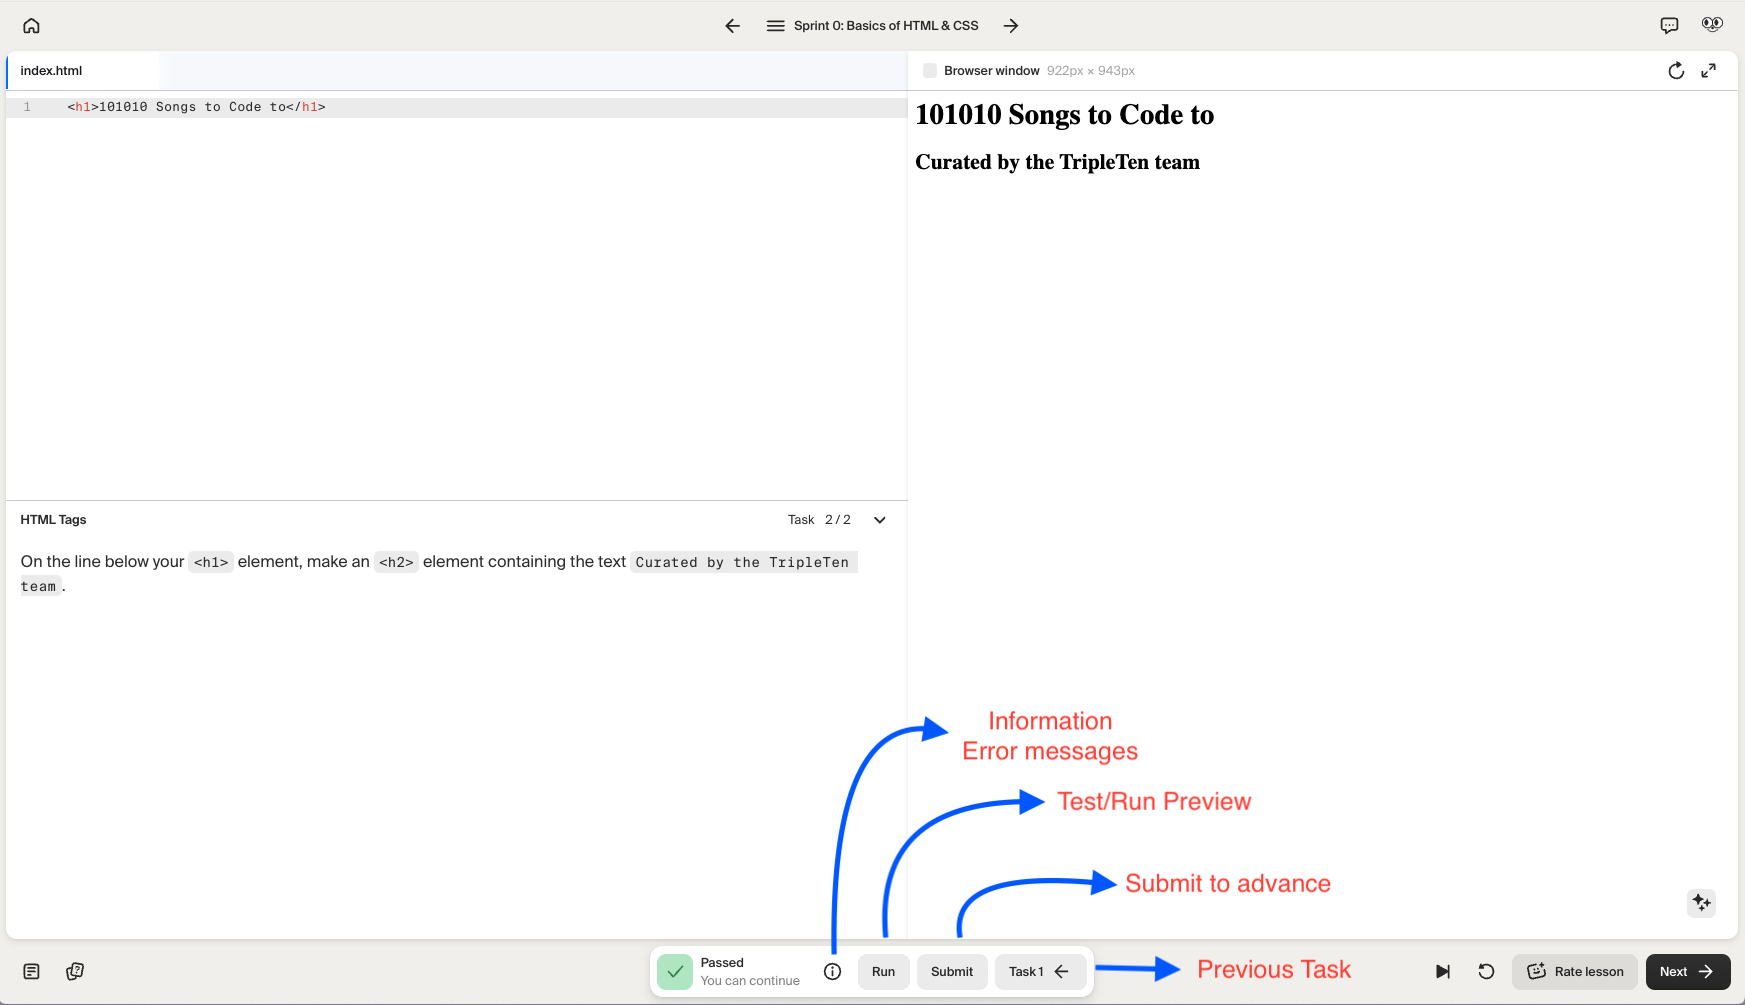 Sprint 0: Basics of HTML & CSS
index.html
1 <h1>101010 Songs to Code to</h1>
Browser window 922px × 943px
101010 Songs to Code to
Curated by the TripleTen team
HTML Tags
Task 2 / 2
On the line below your <h1> element, make an <h2> element containing the text Curated by the TripleTen
team.
Information
Error messages
Test/Run Preview
Submit to advance
Previous Task
Passed
You can continue
Run
Submit
Task 1
Rate lesson
Next